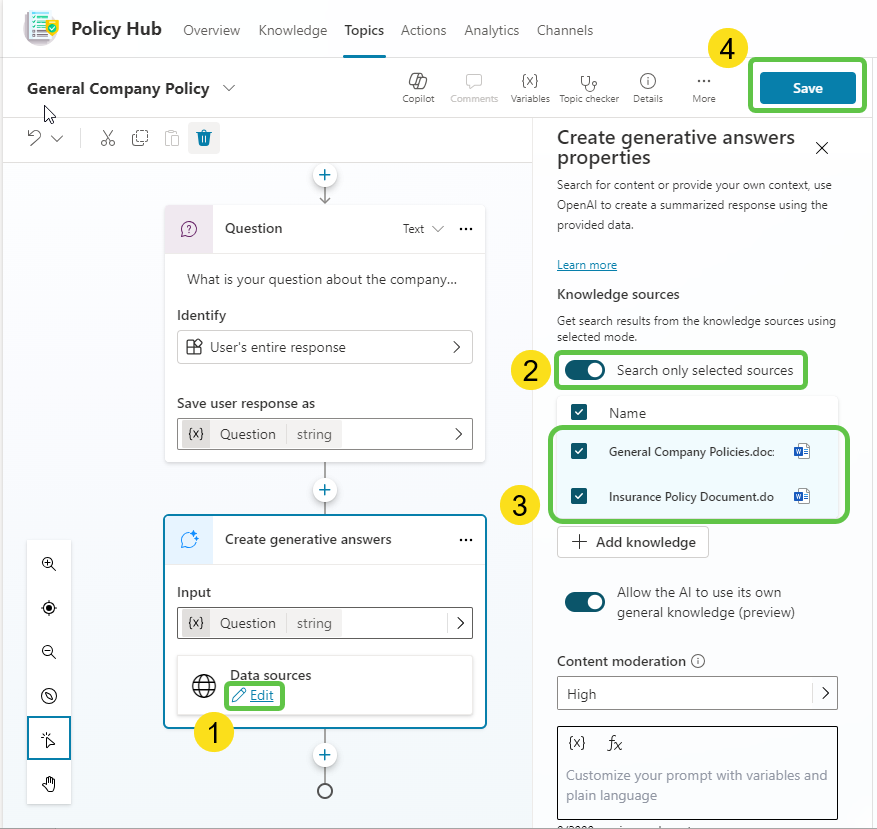 Policy Hub Overview Knowledge Topics Actions Analytics Channels
4
General Company Policy
Copilot Comments Variables Topic checker Details More
Save
Create generative answers
properties
Search for content or provide your own context, use
OpenAI to create a summarized response using the
provided data.
Learn more
Knowledge sources
Get search results from the knowledge sources using
selected mode.
2
Search only selected sources
Name
General Company Policies.doc
Insurance Policy Document.do
3
Add knowledge
Allow the AI to use its own
general knowledge (preview)
Content moderation
High
{x} fx
Customize your prompt with variables and
plain language
Question Text
What is your question about the company...
Identify
User's entire response
Save user response as
{x} Question string
Create generative answers
Input
{x} Question string
Data sources
Edit
1